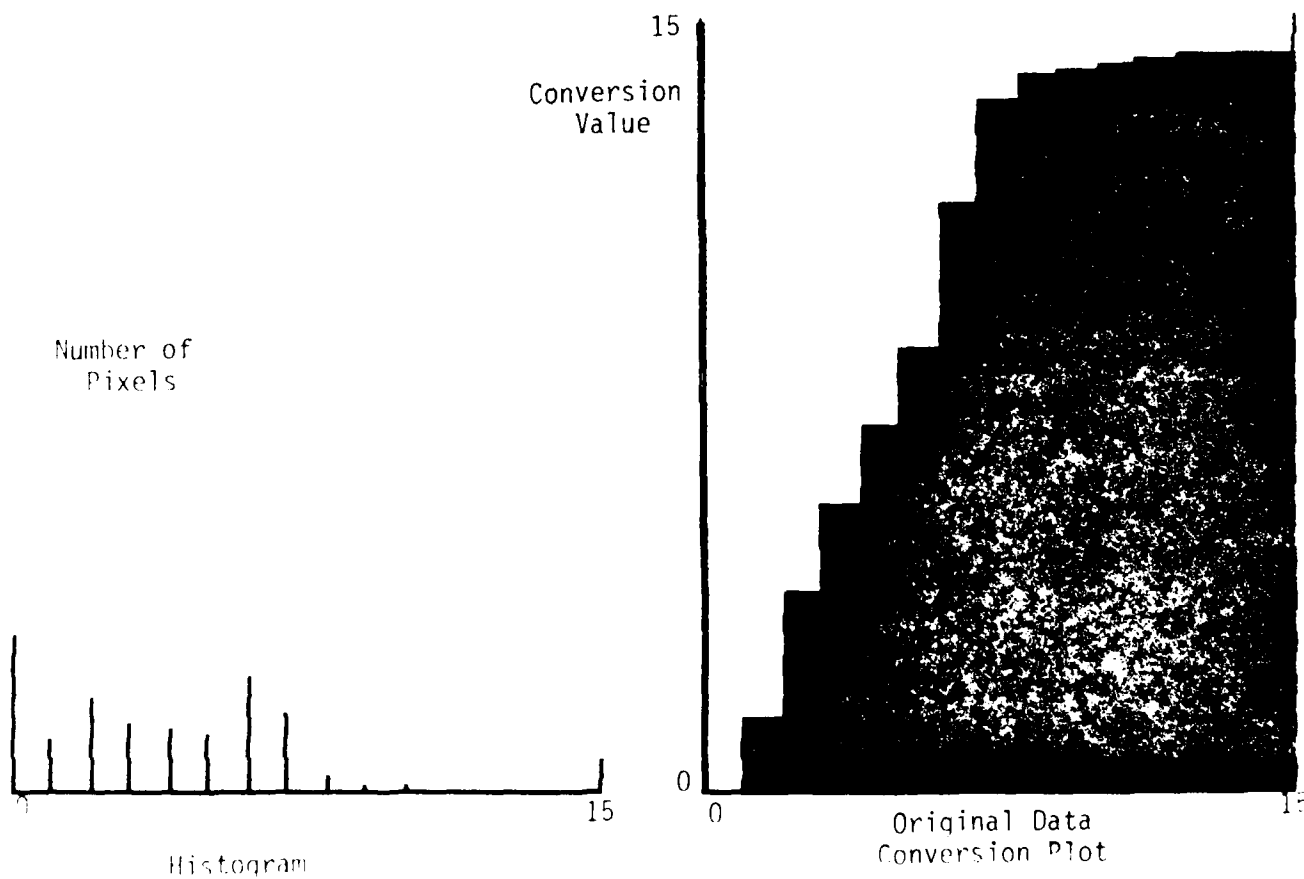 Number of
Pixels
0
15
Histogram
15
Conversion
Value
0
0
15
Original Data
Conversion Plot